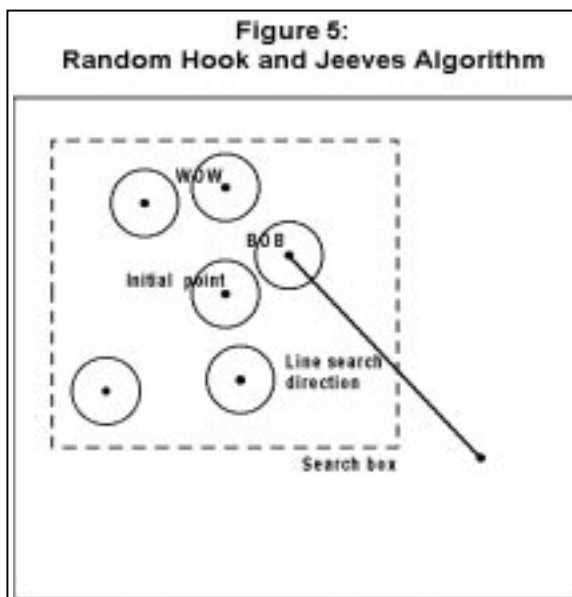 Figure 5:
Random Hook and Jeeves Algorithm
WOW
BOB
Initial point
Line search
direction
Search box